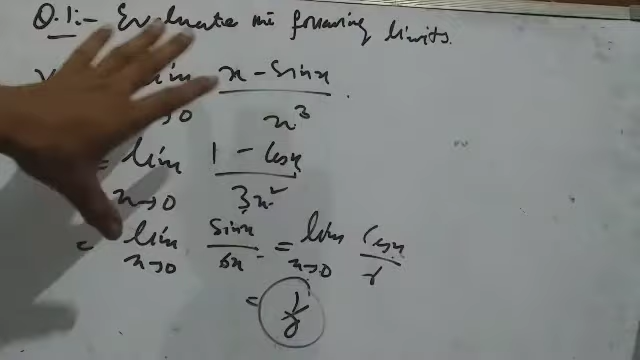 Q.1:- Evaluate the following limits.
lim x→0 x - sinx / x³
= lim x→0 1 - cosx / 3x²
= lim x→0 sinx / 6x = lim x→0 cosx / 6
= 1/6